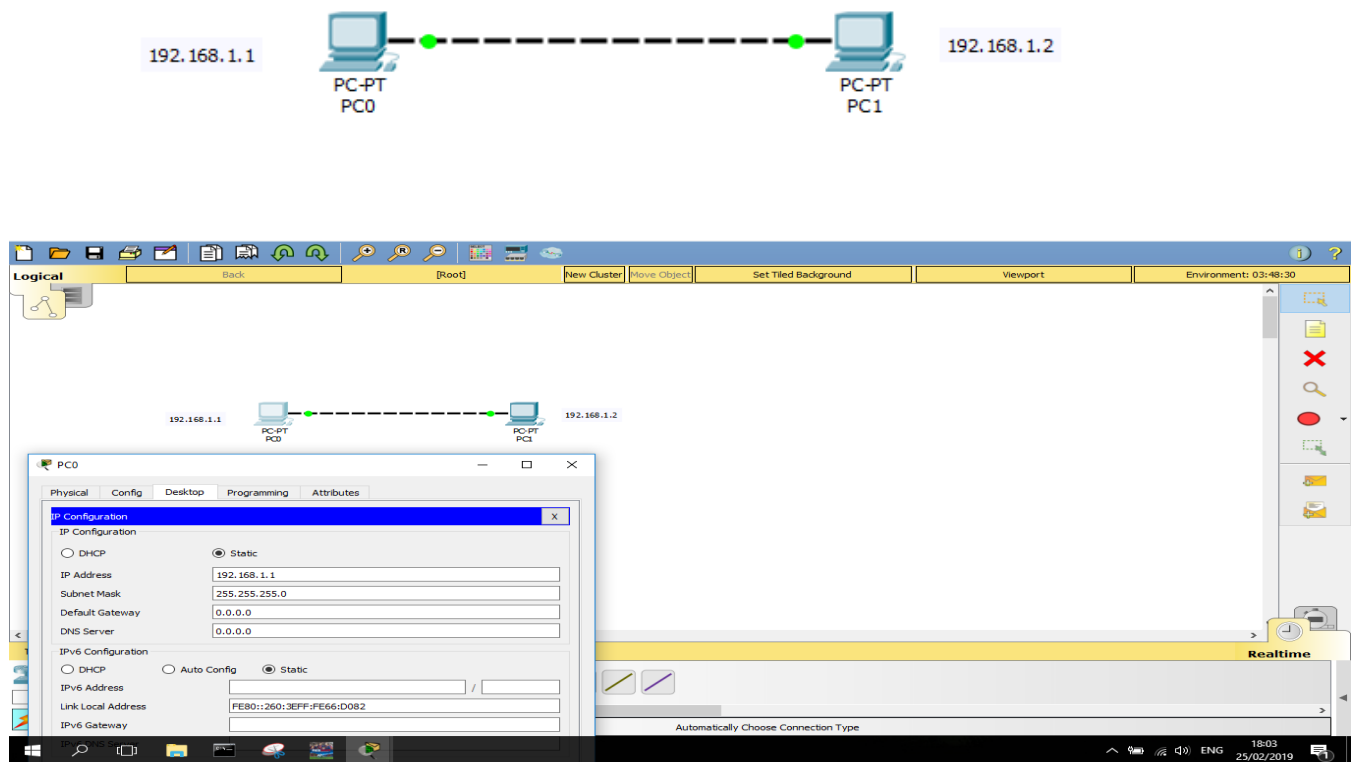 192.168.1.1
192.168.1.2
PC-PT
PC0
PC-PT
PC1
Logical
Back
[Root]
New Cluster
Move Object
Set Tiled Background
Viewport
Environment: 03:48:30
192.168.1.1
192.168.1.2
PC-PT
PC0
PC-PT
PC1
PC0
Physical Config Desktop Programming Attributes
IP Configuration X
IP Configuration
DHCP Static
IP Address 192.168.1.1
Subnet Mask 255.255.255.0
Default Gateway 0.0.0.0
DNS Server 0.0.0.0
IPv6 Configuration
DHCP Auto Config Static
IPv6 Address /
Link Local Address FE80::260:3EFF:FE66:D082
IPv6 Gateway
Realtime
Automatically Choose Connection Type
ENG
18:03
25/02/2019